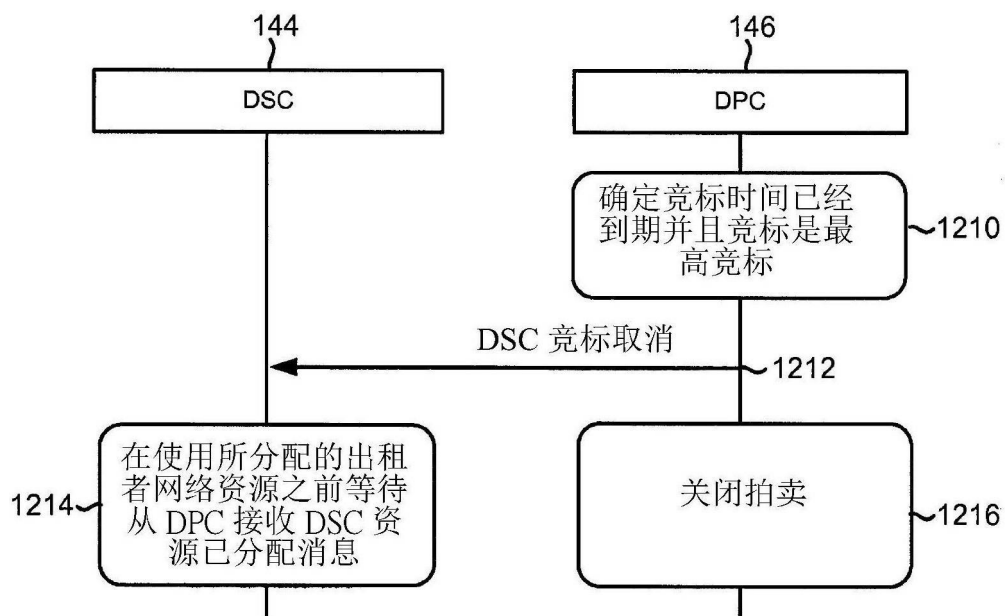 144
146
DSC
DPC
确定竞标时间已经
到期并且竞标是最
高竞标
1210
DSC 竞标取消
1212
在使用所分配的出租
者网络资源之前等待
从 DPC 接收 DSC 资
源已分配消息
1214
关闭拍卖
1216